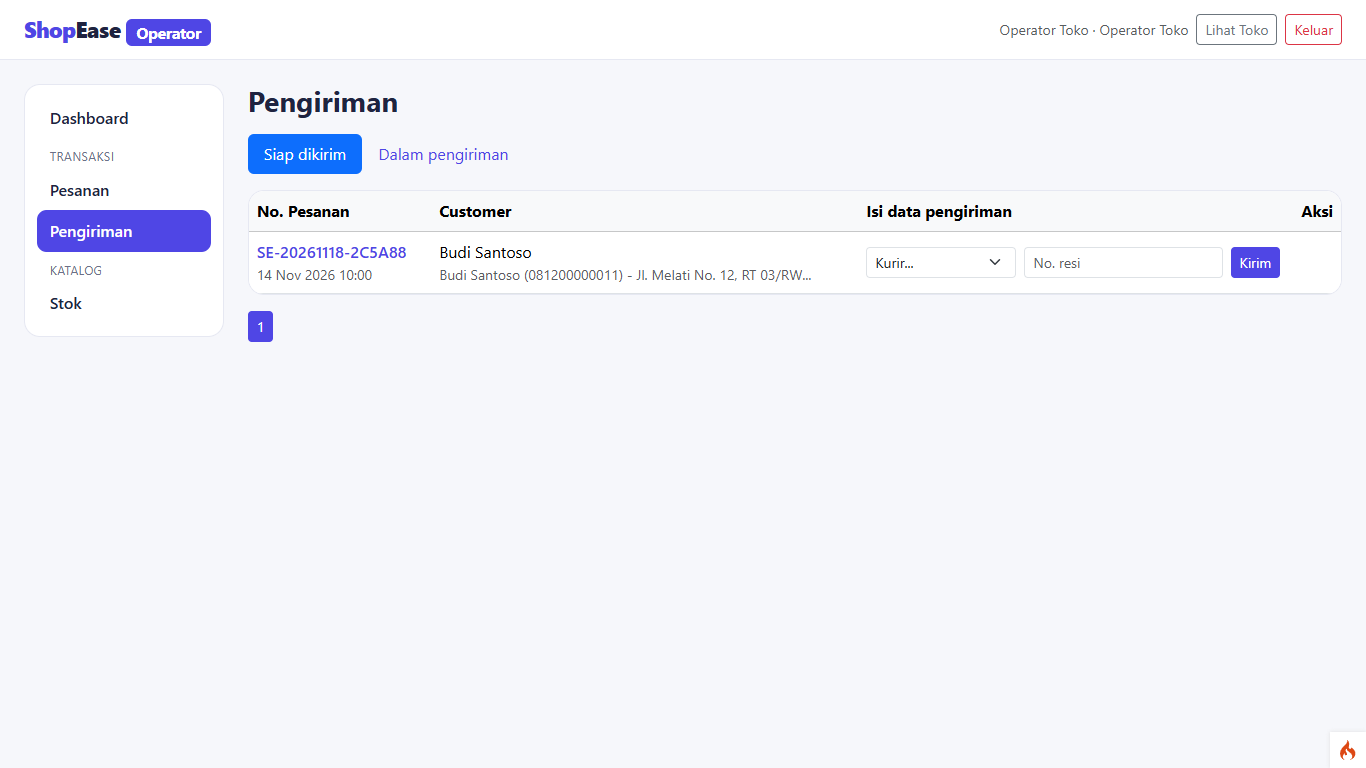 ShopEase Operator
Operator Toko · Operator Toko Lihat Toko Keluar
Dashboard
TRANSAKSI
Pesanan
Pengiriman
KATALOG
Stok
Pengiriman
Siap dikirim Dalam pengiriman
No. Pesanan Customer Isi data pengiriman Aksi
SE-20261118-2C5A88 Budi Santoso Kurir... No. resi Kirim
14 Nov 2026 10:00 Budi Santoso (081200000011) - Jl. Melati No. 12, RT 03/RW...
1